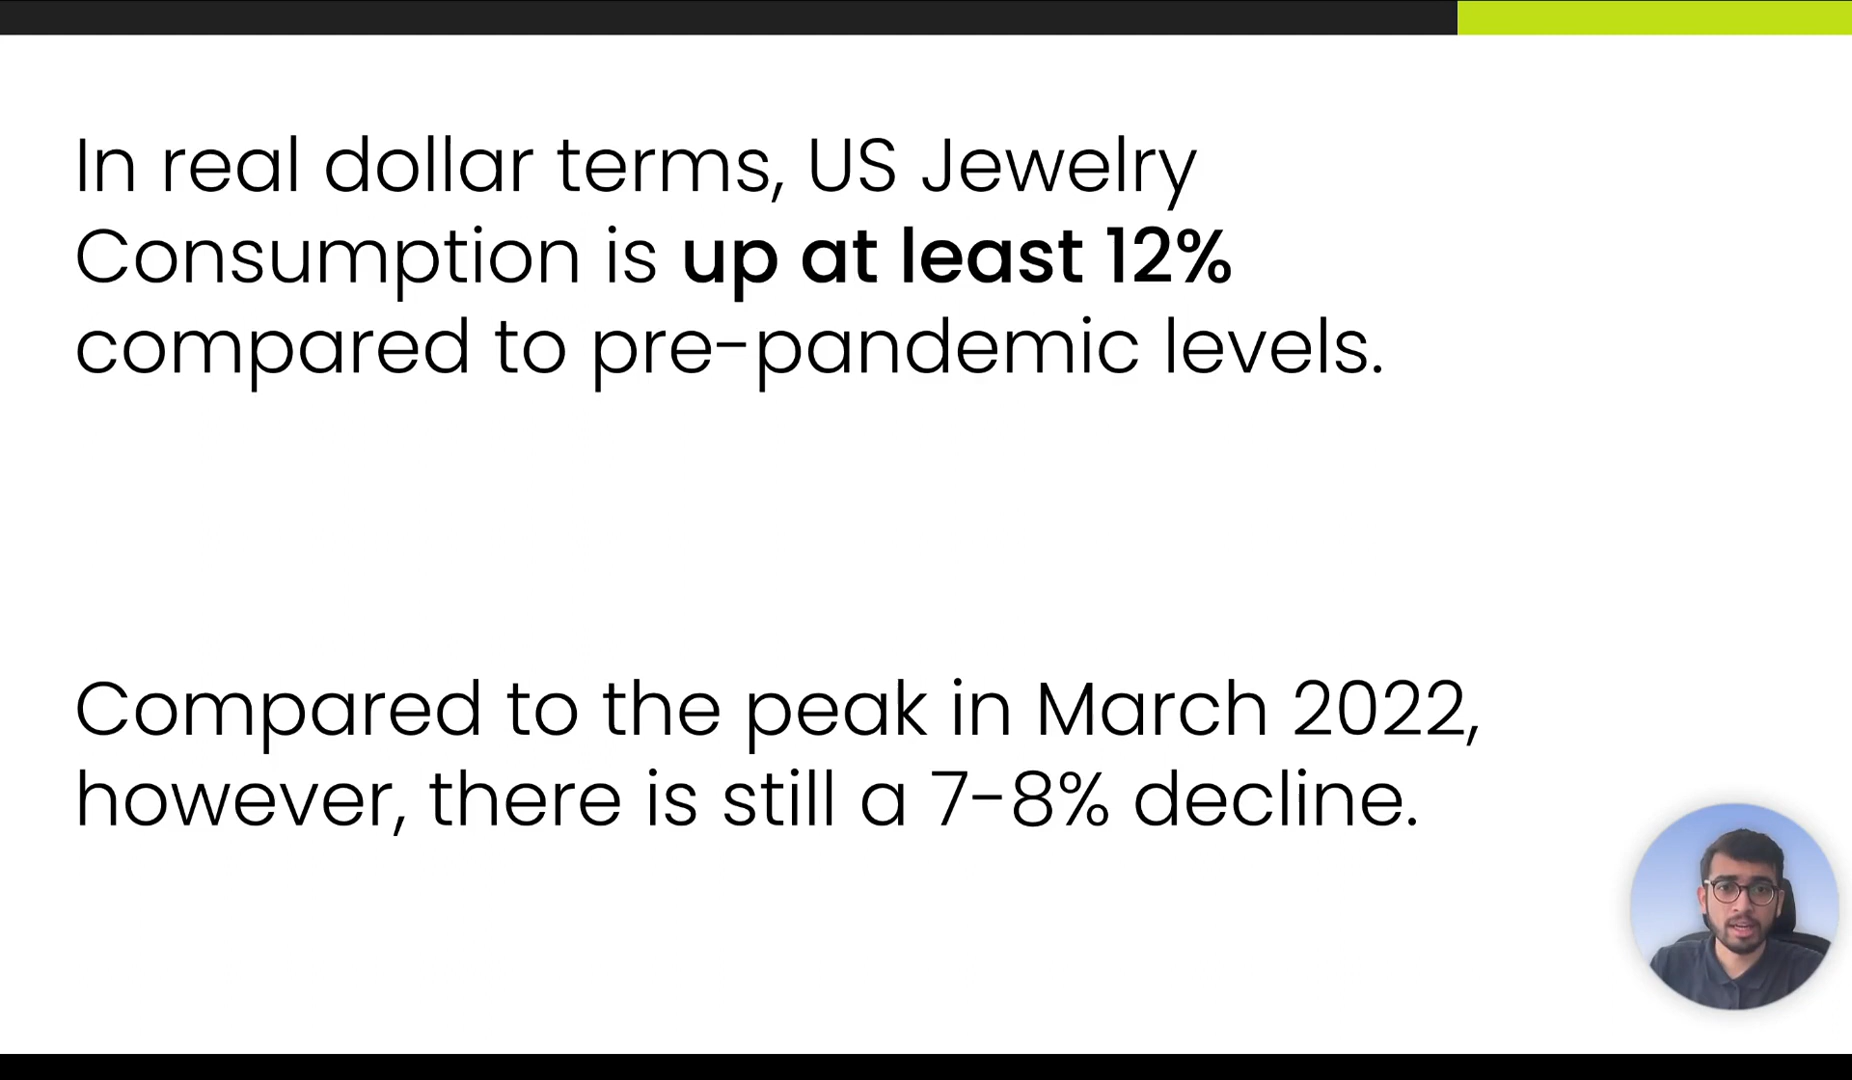 In real dollar terms, US Jewelry
Consumption is up at least 12%
compared to pre-pandemic levels.
Compared to the peak in March 2022,
however, there is still a 7-8% decline.